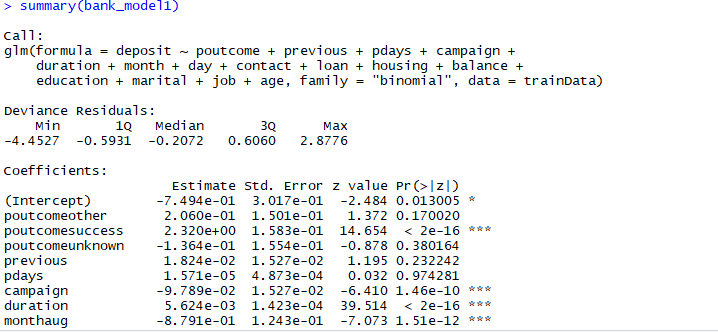 > summary(bank_model1)
Call:
glm(formula = deposit ~ poutcome + previous + pdays + campaign +
duration + month + day + contact + loan + housing + balance +
education + marital + job + age, family = "binomial", data = trainData)
Deviance Residuals:
Min 1Q Median 3Q Max
-4.4527 -0.5931 -0.2072 0.6060 2.8776
Coefficients:
Estimate Std. Error z value Pr(>|z|)
(Intercept) -7.494e-01 3.017e-01 -2.484 0.013005 *
poutcomeother 2.060e-01 1.501e-01 1.372 0.170020
poutcomesuccess 2.320e+00 1.583e-01 14.654 < 2e-16 ***
poutcomeunknown -1.364e-01 1.554e-01 -0.878 0.380164
previous 1.824e-02 1.527e-02 1.195 0.232242
pdays 1.571e-05 4.873e-04 0.032 0.974281
campaign -9.789e-02 1.527e-02 -6.410 1.46e-10 ***
duration 5.624e-03 1.423e-04 39.514 < 2e-16 ***
monthaug -8.791e-01 1.243e-01 -7.073 1.51e-12 ***